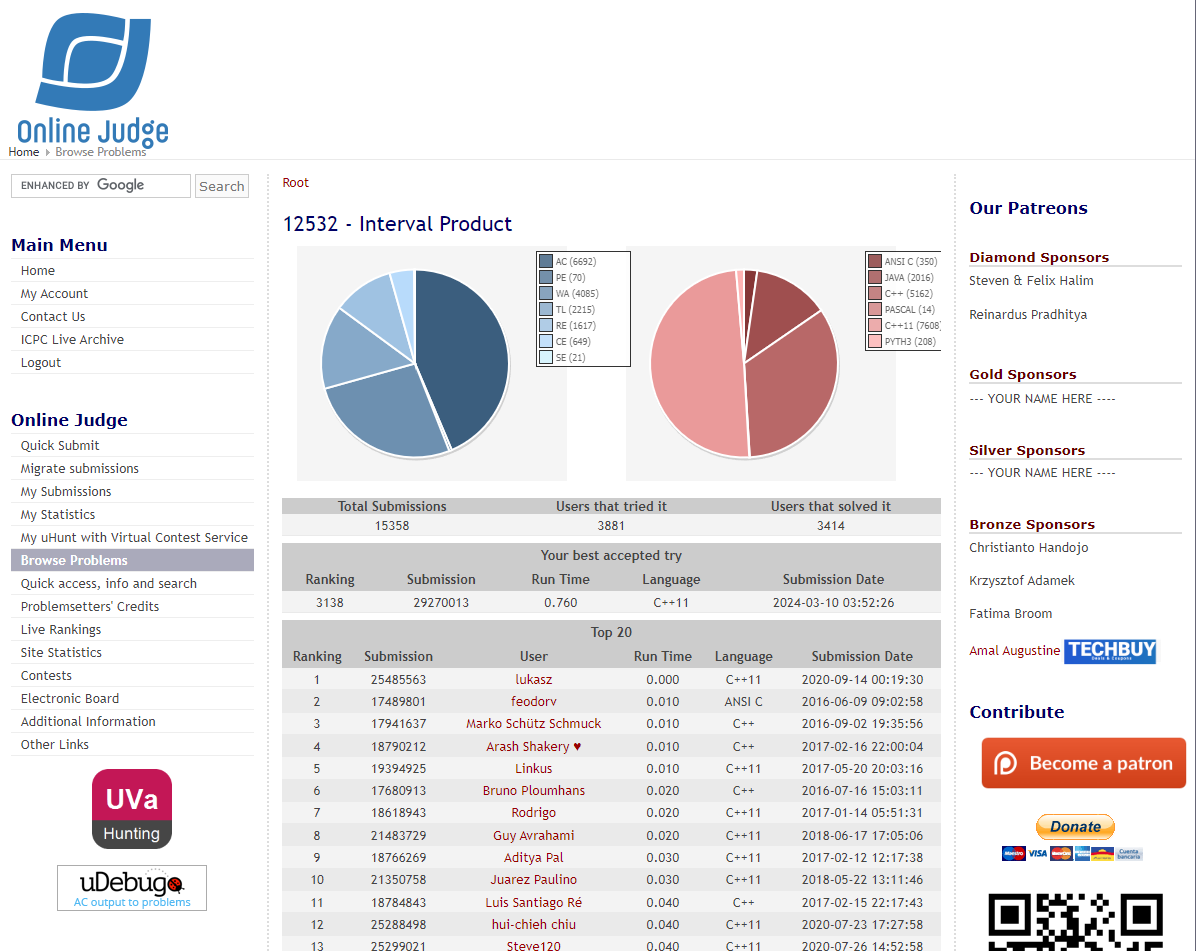 Online Judge
Home Browse Problems
ENHANCED BY Google Search
Main Menu
Home
My Account
Contact Us
ICPC Live Archive
Logout
Online Judge
Quick Submit
Migrate submissions
My Submissions
My Statistics
My uHunt with Virtual Contest Service
Browse Problems
Quick access, info and search
Problemsetters' Credits
Live Rankings
Site Statistics
Contests
Electronic Board
Additional Information
Other Links
UVa
Hunting
uDebug
AC output to problems
Root
12532 - Interval Product
AC (6692)
PE (70)
WA (4085)
TL (2215)
RE (1617)
CE (649)
SE (21)
ANSI C (350)
JAVA (2016)
C++ (5162)
PASCAL (14)
C++11 (7608)
PYTH3 (208)
Total Submissions Users that tried it Users that solved it
15358 3881 3414
Your best accepted try
Ranking Submission Run Time Language Submission Date
3138 29270013 0.760 C++11 2024-03-10 03:52:26
Top 20
Ranking Submission User Run Time Language Submission Date
1 25485563 lukasz 0.000 C++11 2020-09-14 00:19:30
2 17489801 feodorv 0.010 ANSI C 2016-06-09 09:02:58
3 17941637 Marko Schütz Schmuck 0.010 C++ 2016-09-02 19:35:56
4 18790212 Arash Shakery ♥ 0.010 C++ 2017-02-16 22:00:04
5 19394925 Linkus 0.010 C++11 2017-05-20 20:03:16
6 17680913 Bruno Ploumhans 0.020 C++ 2016-07-16 15:03:11
7 18618943 Rodrigo 0.020 C++11 2017-01-14 05:51:31
8 21483729 Guy Avrahami 0.020 C++11 2018-06-17 17:05:06
9 18766269 Aditya Pal 0.030 C++11 2017-02-12 12:17:38
10 21350758 Juarez Paulino 0.030 C++11 2018-05-22 13:11:46
11 18784843 Luis Santiago Ré 0.040 C++ 2017-02-15 22:17:43
12 25288498 hui-chieh chiu 0.040 C++11 2020-07-23 17:27:58
13 25299021 Steve120 0.040 C++11 2020-07-26 14:52:58
Our Patreons
Diamond Sponsors
Steven & Felix Halim
Reinardus Pradhitya
Gold Sponsors
--- YOUR NAME HERE ----
Silver Sponsors
--- YOUR NAME HERE ----
Bronze Sponsors
Christianto Handojo
Krzysztof Adamek
Fatima Broom
Amal Augustine TECHBUY
Deals & Coupons
Contribute
Become a patron
Donate
Maestro VISA
Cuenta
bancaria